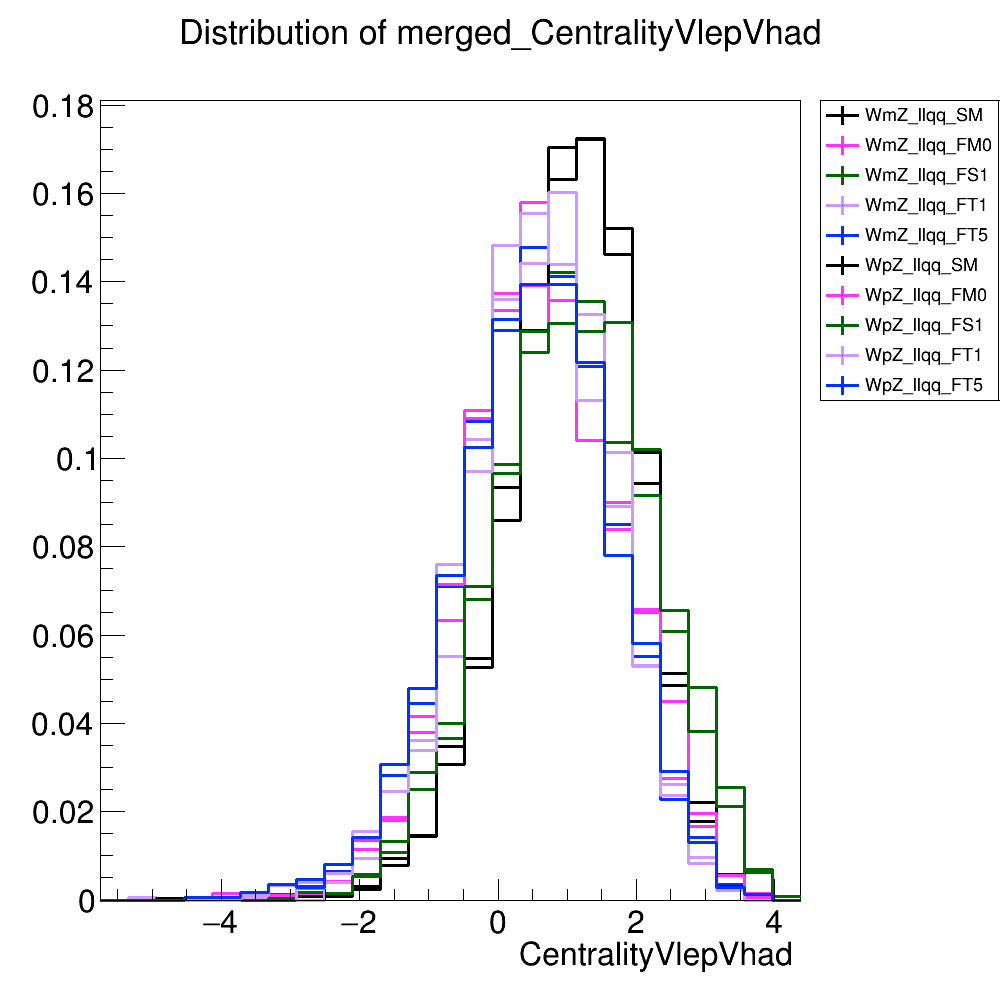 Distribution of merged_CentralityVlepVhad
WmZ_llqq_SM
WmZ_llqq_FM0
WmZ_llqq_FS1
WmZ_llqq_FT1
WmZ_llqq_FT5
WpZ_llqq_SM
WpZ_llqq_FM0
WpZ_llqq_FS1
WpZ_llqq_FT1
WpZ_llqq_FT5
0.18
0.16
0.14
0.12
0.1
0.08
0.06
0.04
0.02
0
−4 −2 0 2 4
CentralityVlepVhad